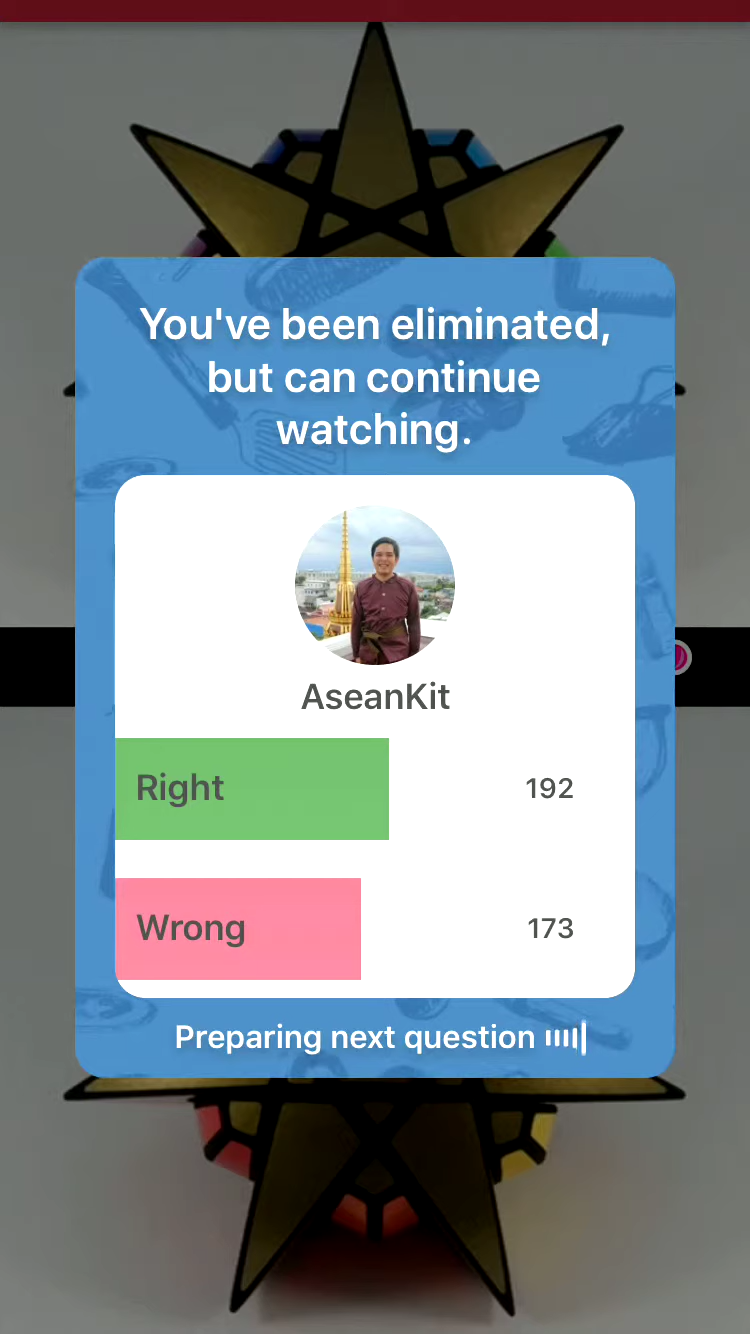 You've been eliminated,
but can continue
watching.
AseanKit
Right 192
Wrong 173
Preparing next question